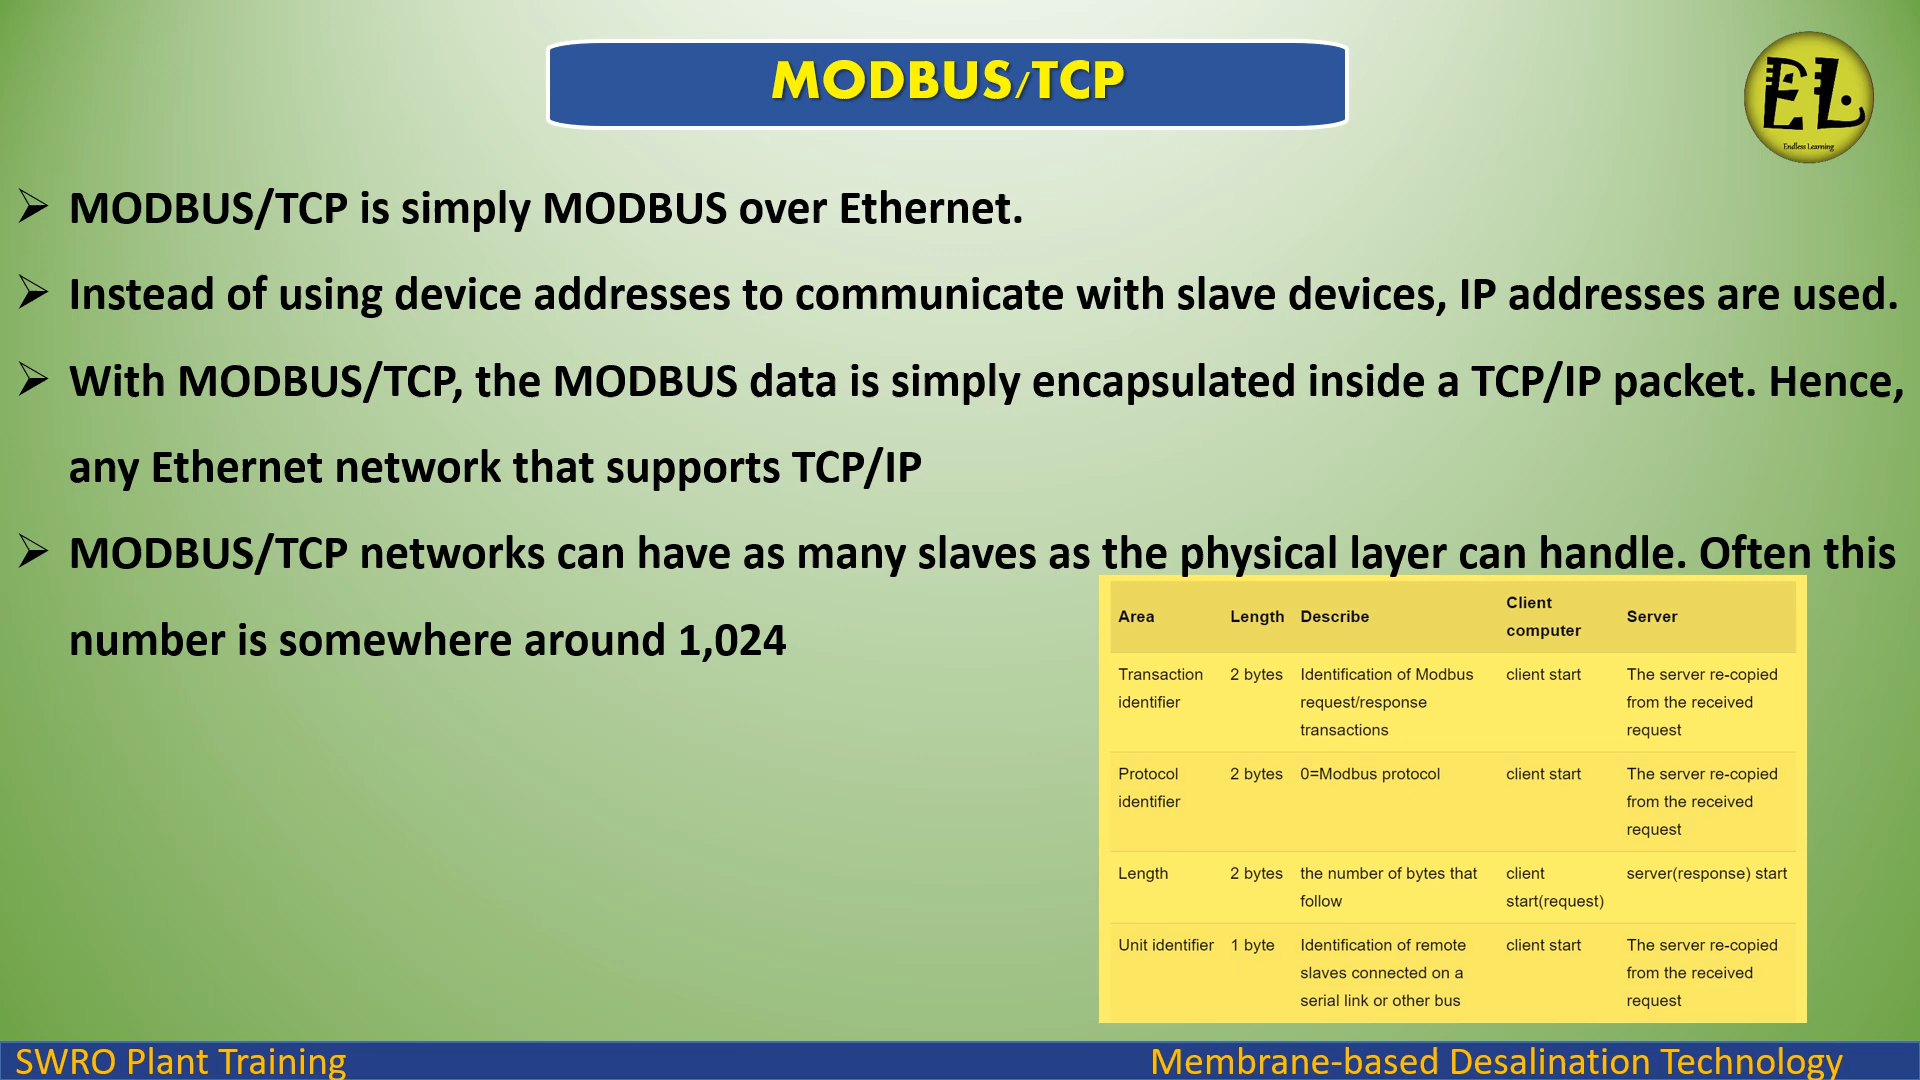 MODBUS/TCP
EL
Endless Learning
➢ MODBUS/TCP is simply MODBUS over Ethernet.
➢ Instead of using device addresses to communicate with slave devices, IP addresses are used.
➢ With MODBUS/TCP, the MODBUS data is simply encapsulated inside a TCP/IP packet. Hence,
any Ethernet network that supports TCP/IP
➢ MODBUS/TCP networks can have as many slaves as the physical layer can handle. Often this
number is somewhere around 1,024
Area Length Describe Client computer Server
Transaction identifier 2 bytes Identification of Modbus request/response transactions client start The server re-copied from the received request
Protocol identifier 2 bytes 0=Modbus protocol client start The server re-copied from the received request
Length 2 bytes the number of bytes that follow client start(request) server(response) start
Unit identifier 1 byte Identification of remote slaves connected on a serial link or other bus client start The server re-copied from the received request
SWRO Plant Training
Membrane-based Desalination Technology